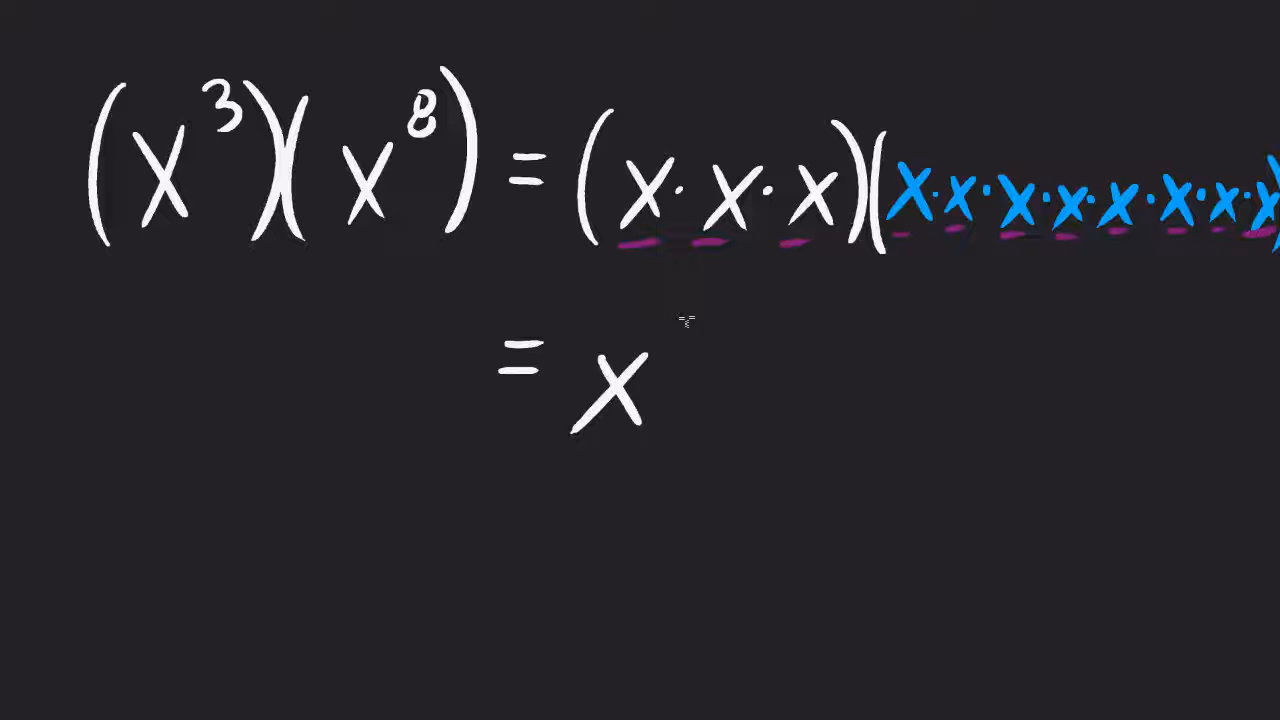 (x³)(x⁸) = (x · x · x)(x · x · x · x · x · x · x · x)
= x